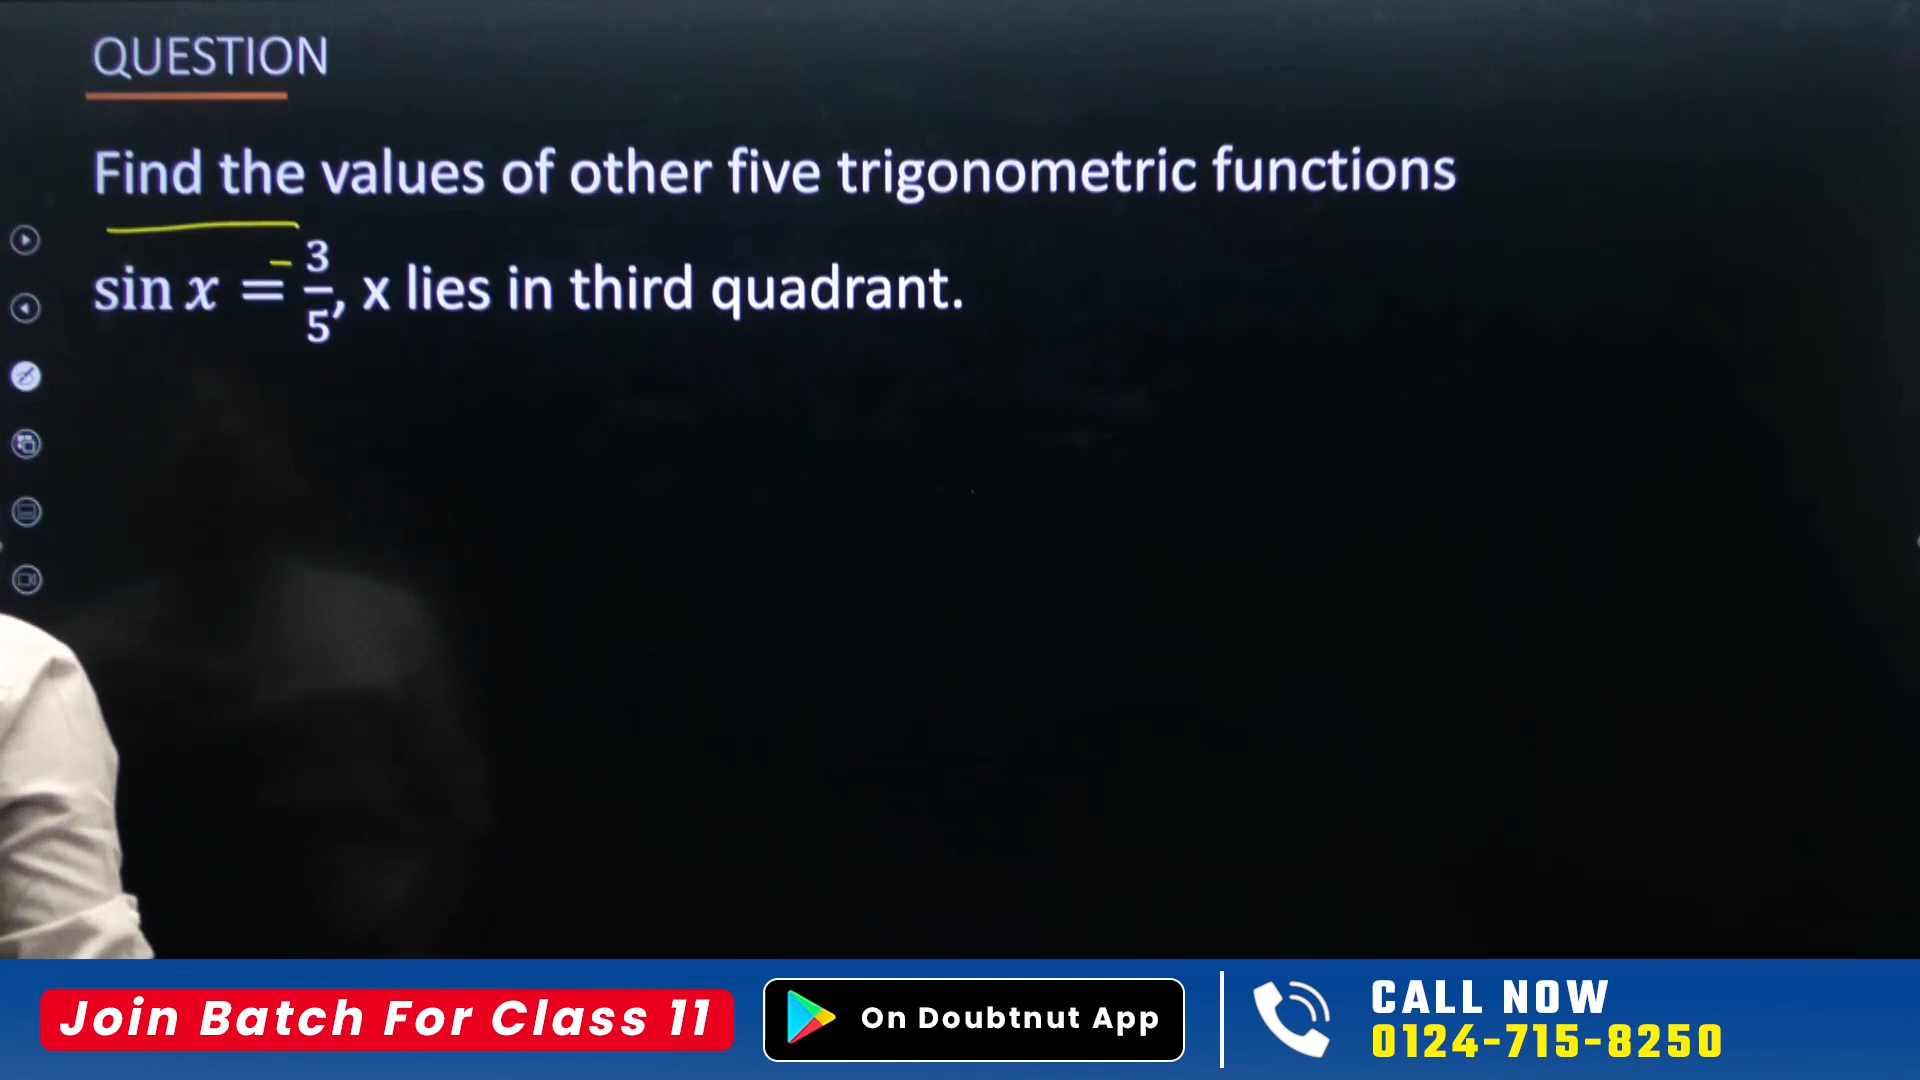 QUESTION
Find the values of other five trigonometric functions
sin x = -3/5, x lies in third quadrant.
Join Batch For Class 11
On Doubtnut App
CALL NOW
0124-715-8250